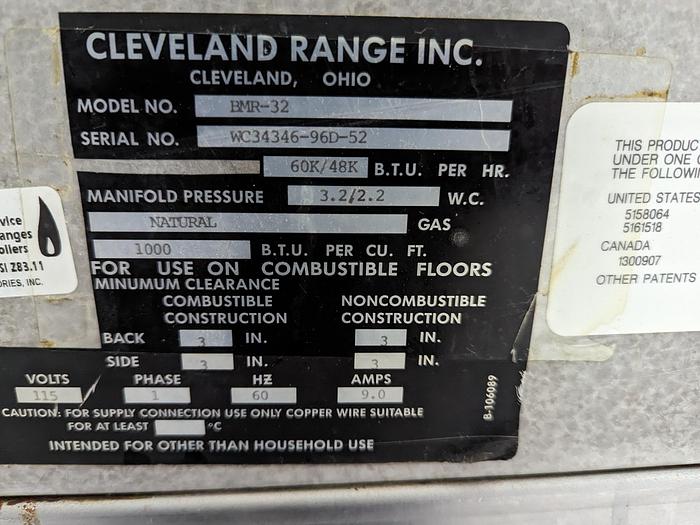 CLEVELAND RANGE INC.
CLEVELAND, OHIO
MODEL NO. BMR-32
SERIAL NO. WC34346-96D-52
60K/48K B.T.U. PER HR.
MANIFOLD PRESSURE 3.2/2.2 W.C.
NATURAL GAS
1000 B.T.U. PER CU. FT.
FOR USE ON COMBUSTIBLE FLOORS
MINUMUM CLEARANCE
COMBUSTIBLE NONCOMBUSTIBLE
CONSTRUCTION CONSTRUCTION
BACK 3 IN. 3 IN.
SIDE 3 IN. 3 IN.
VOLTS PHASE HZ AMPS
115 1 60 9.0
CAUTION: FOR SUPPLY CONNECTION USE ONLY COPPER WIRE SUITABLE
FOR AT LEAST °C
INTENDED FOR OTHER THAN HOUSEHOLD USE
B-106089
vice
anges
oilers
SI Z83.11
ORIES, INC.
THIS PRODUC
UNDER ONE O
THE FOLLOWI
UNITED STATES
5158064
5161518
CANADA
1300907
OTHER PATENTS